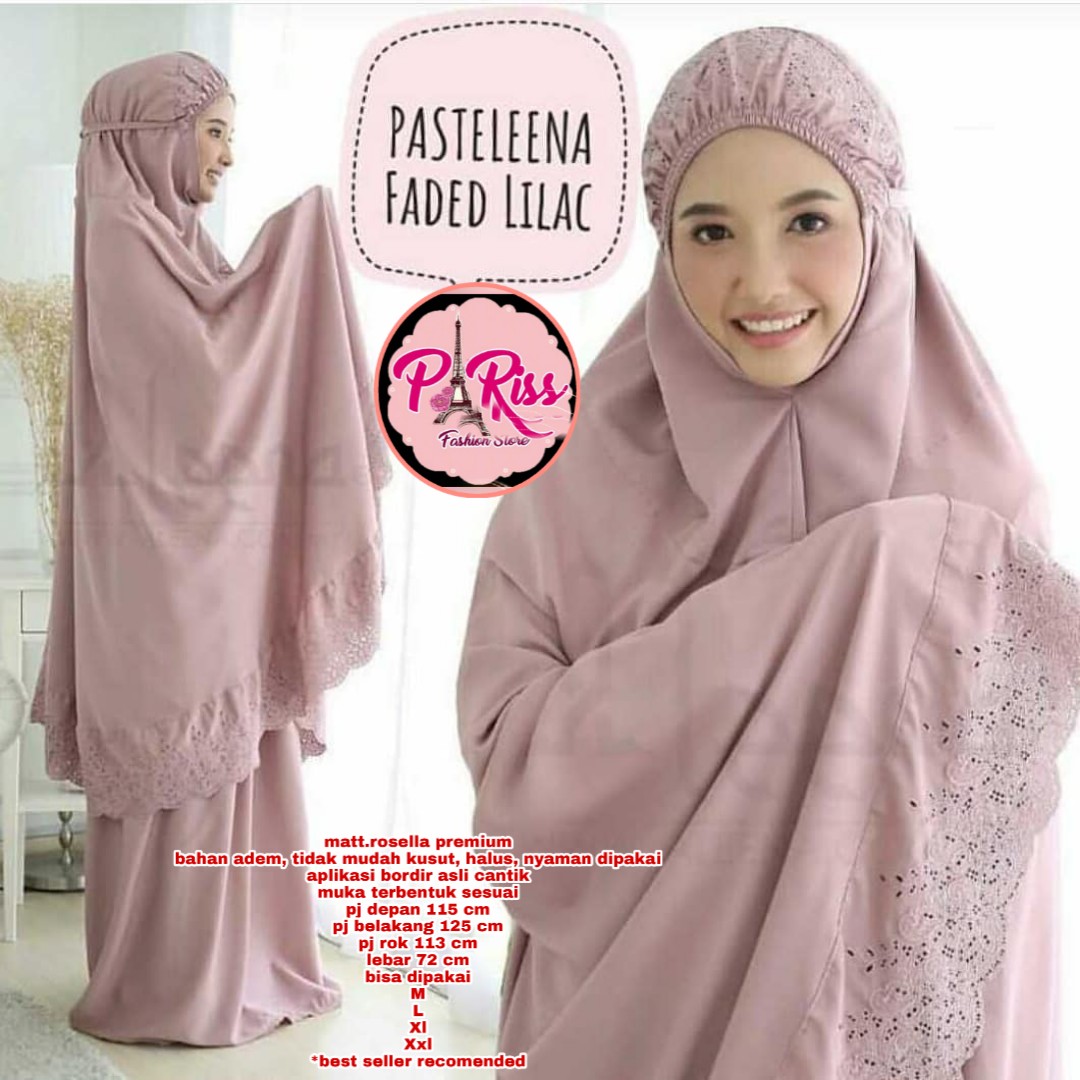 PASTELEENA
FADED LILAC
PaRiss
Fashion Store
matt.rosella premium
bahan adem, tidak mudah kusut, halus, nyaman dipakai
aplikasi bordir asli cantik
muka terbentuk sesuai
pj depan 115 cm
pj belakang 125 cm
pj rok 113 cm
lebar 72 cm
bisa dipakai
M
L
Xl
Xxl
*best seller recomended